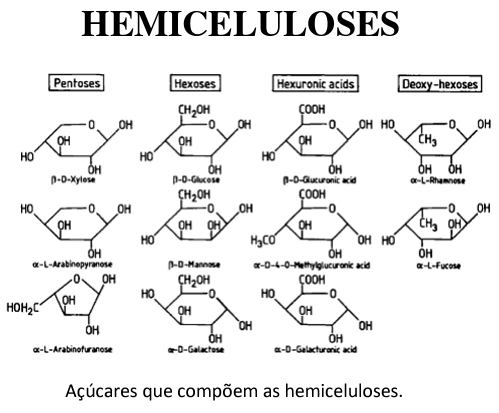 HEMICELULOSES
Pentoses Hexoses Hexuronic acids Deoxy-hexoses
O OH OH HO OH
CH₂OH O OH OH HO OH
COOH O OH OH HO OH
HO O OH CH₃ OH OH
β-D-Xylose β-D-Glucose β-D-Glucuronic acid α-L-Rhamnose
HO O OH OH OH
CH₂OH O OH OH OH HO
COOH O OH H₃CO OH OH
HO O OH CH₃ OH OH
α-L-Arabinopyranose β-D-Mannose α-D-4-O-Methylglucuronic acid α-L-Fucose
HOH₂C O OH OH OH
CH₂OH HO O OH OH OH
COOH HO O OH OH OH
α-L-Arabinofuranose α-D-Galactose α-D-Galacturonic acid
Açúcares que compõem as hemiceluloses.